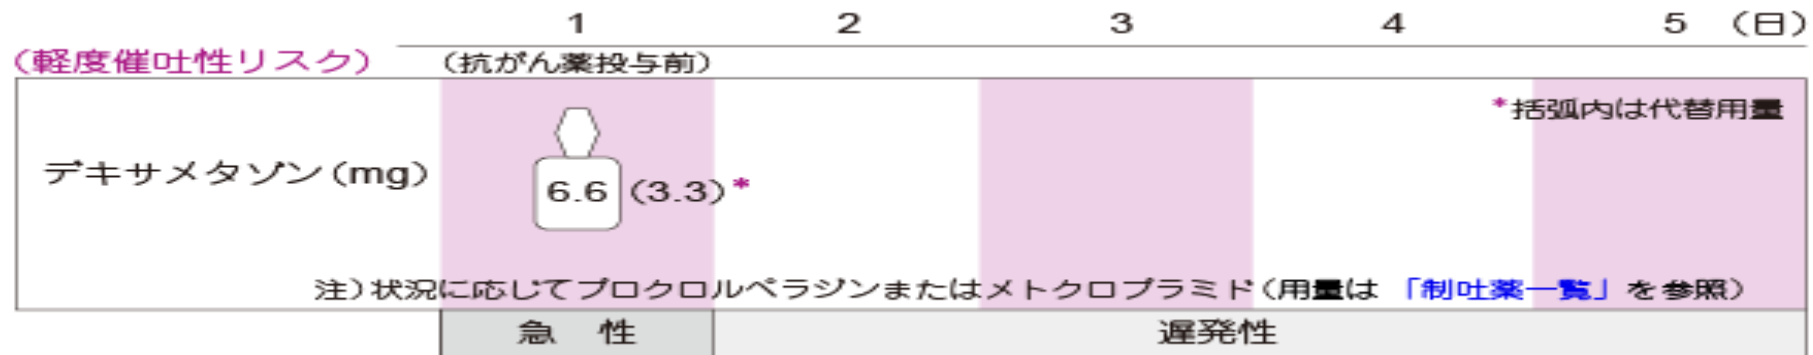 1 2 3 4 5 (日)
(軽度催吐性リスク) (抗がん薬投与前)
*括弧内は代替用量
デキサメタゾン(mg) 6.6 (3.3)*
注)状況に応じてプロクロルペラジンまたはメトクロプラミド(用量は「制吐薬一覧」を参照)
急 性 遅発性